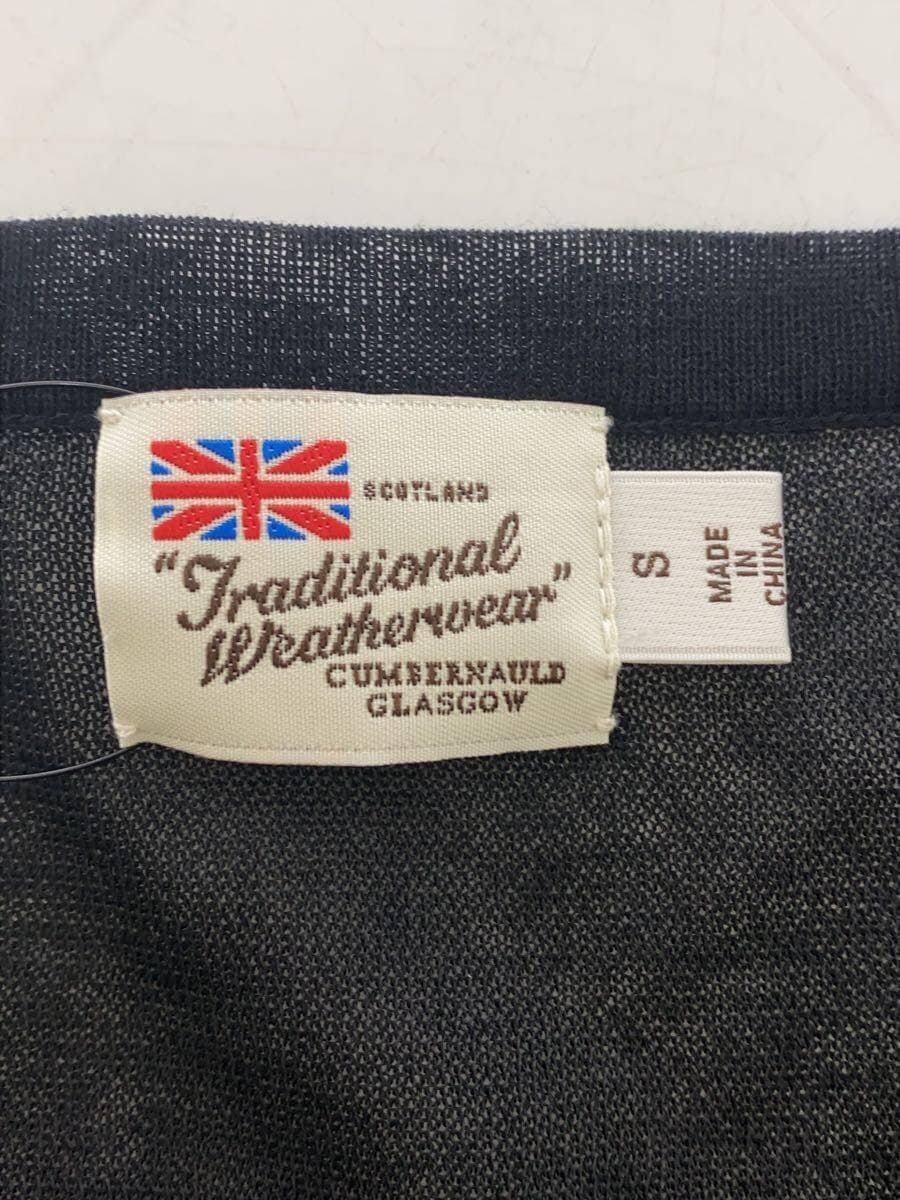 SCOTLAND
"Traditional
Weatherwear"
CUMBERNAULD
GLASGOW
S
MADE
IN
CHINA